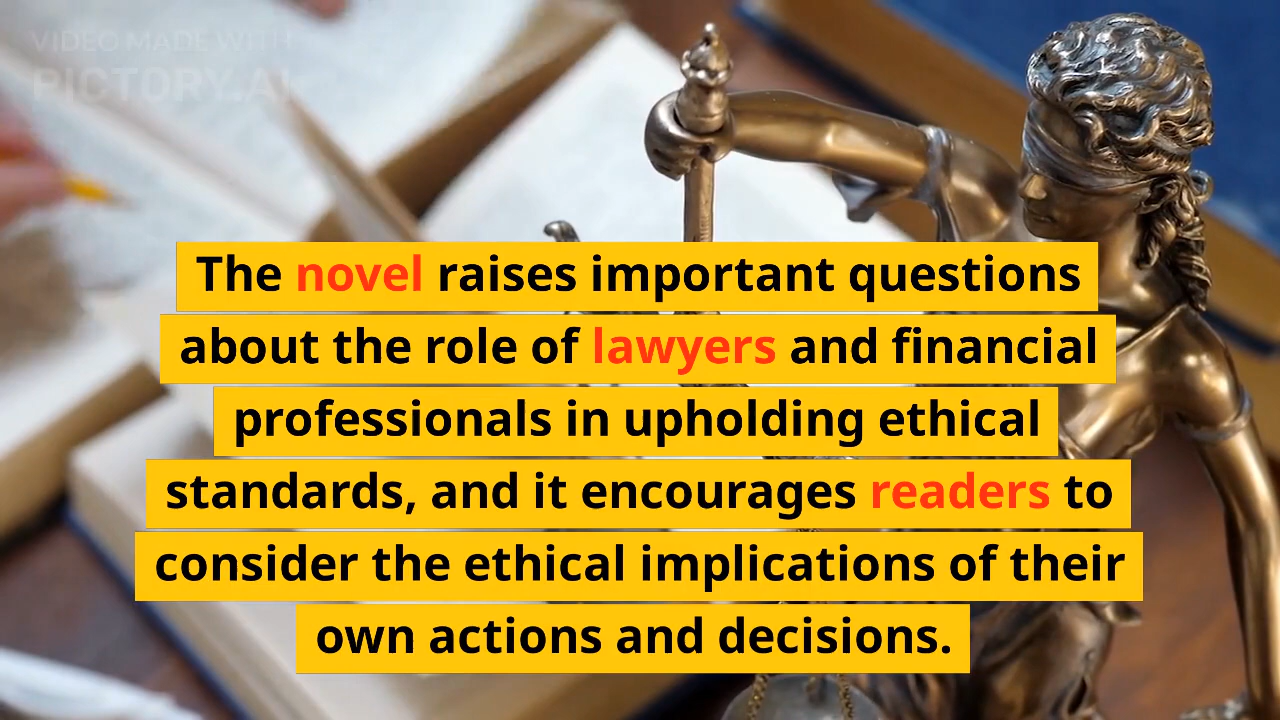 VIDEO MADE WITH
PICTORY.AI
The novel raises important questions
about the role of lawyers and financial
professionals in upholding ethical
standards, and it encourages readers to
consider the ethical implications of their
own actions and decisions.